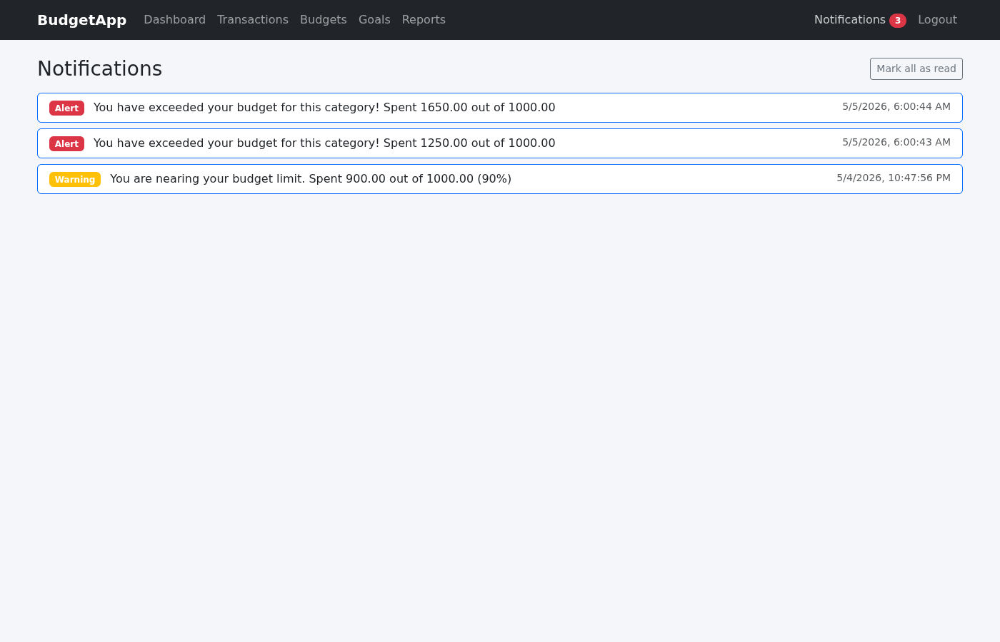 BudgetApp Dashboard Transactions Budgets Goals Reports Notifications 3 Logout
Notifications Mark all as read
Alert You have exceeded your budget for this category! Spent 1650.00 out of 1000.00 5/5/2026, 6:00:44 AM
Alert You have exceeded your budget for this category! Spent 1250.00 out of 1000.00 5/5/2026, 6:00:43 AM
Warning You are nearing your budget limit. Spent 900.00 out of 1000.00 (90%) 5/4/2026, 10:47:56 PM